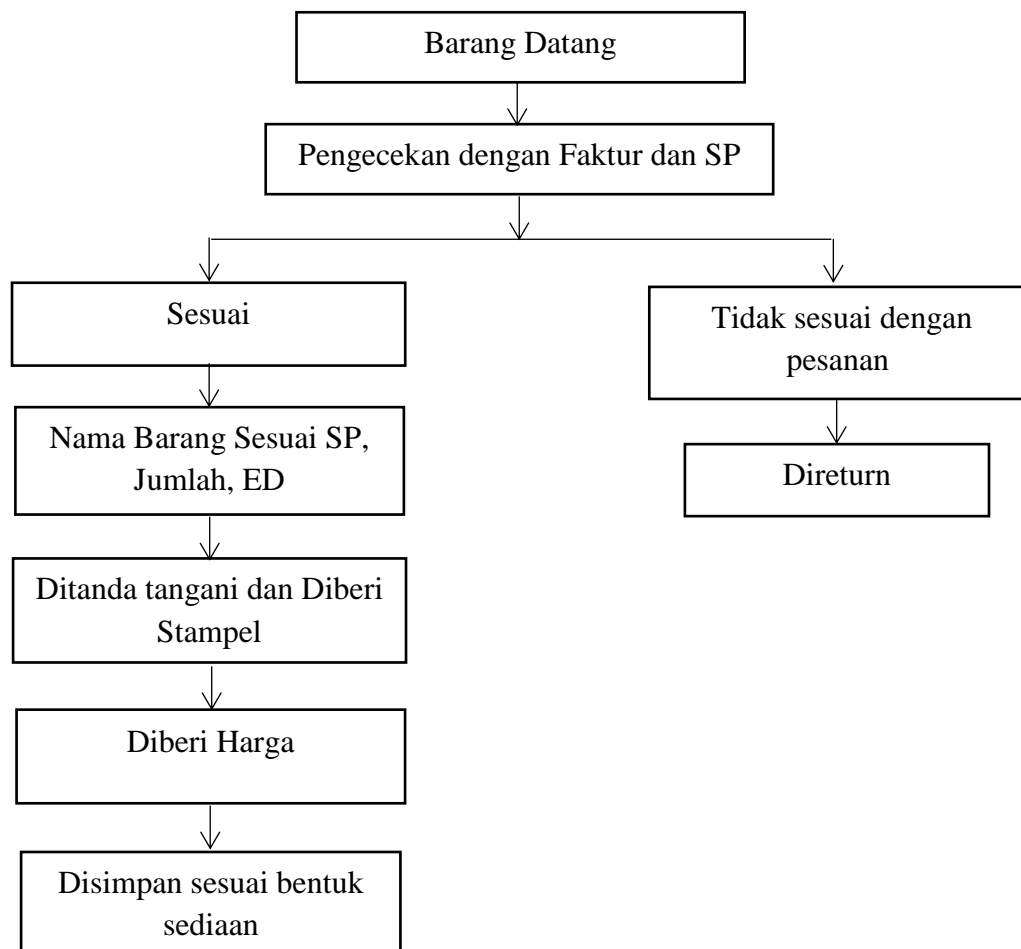 Barang Datang
Pengecekan dengan Faktur dan SP
Sesuai
Tidak sesuai dengan
pesanan
Nama Barang Sesuai SP,
Jumlah, ED
Direturn
Ditanda tangani dan Diberi
Stampel
Diberi Harga
Disimpan sesuai bentuk
sediaan